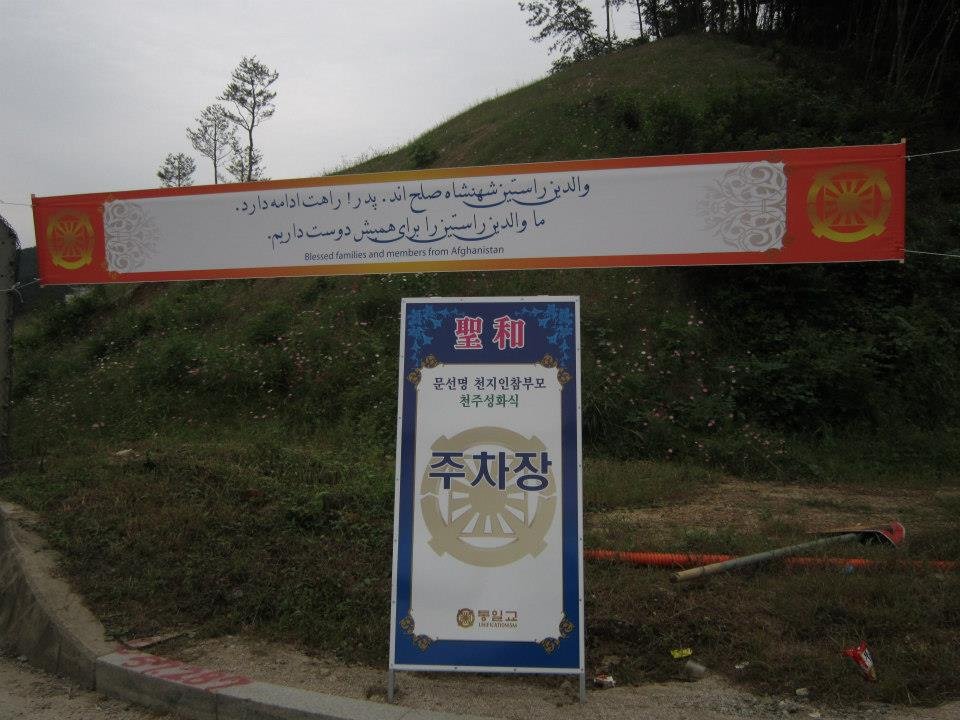 والدین راستین شهنشاه صلح اند. پدر! راهت ادامه دارد.
ما والدین راستین را برای همیش دوست داریم.
Blessed families and members from Afghanistan
聖和
문선명 천지인참부모
천주성화식
주차장
통일교
UNIFICATIONISM